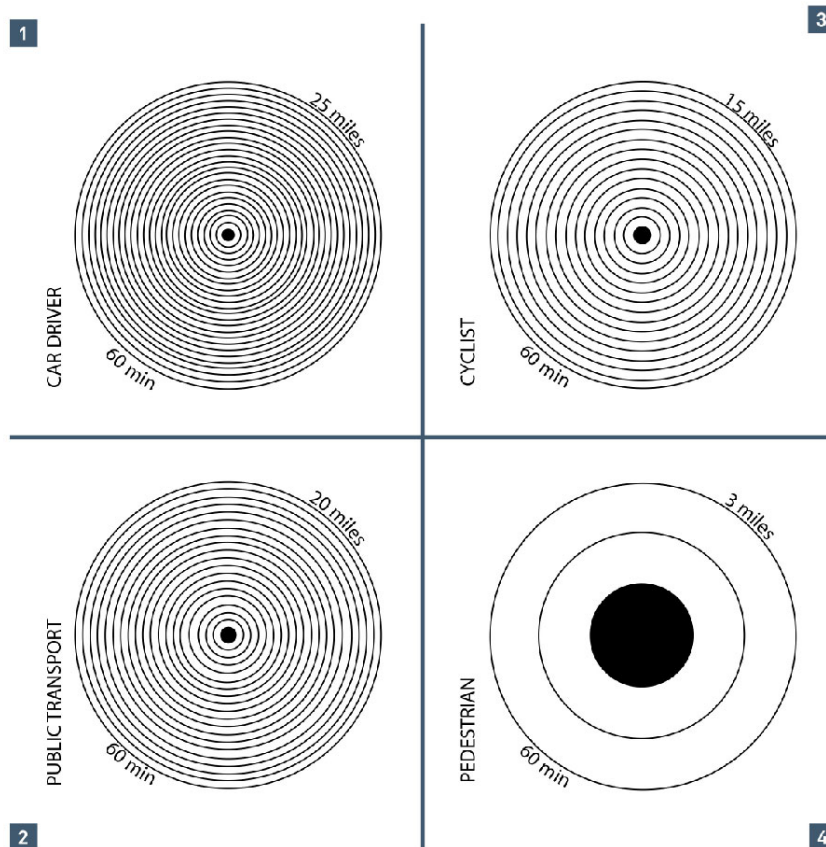 1
25 miles
CAR DRIVER
60 min
3
15 miles
CYCLIST
60 min
20 miles
PUBLIC TRANSPORT
60 min
2
3 miles
PEDESTRIAN
60 min
4